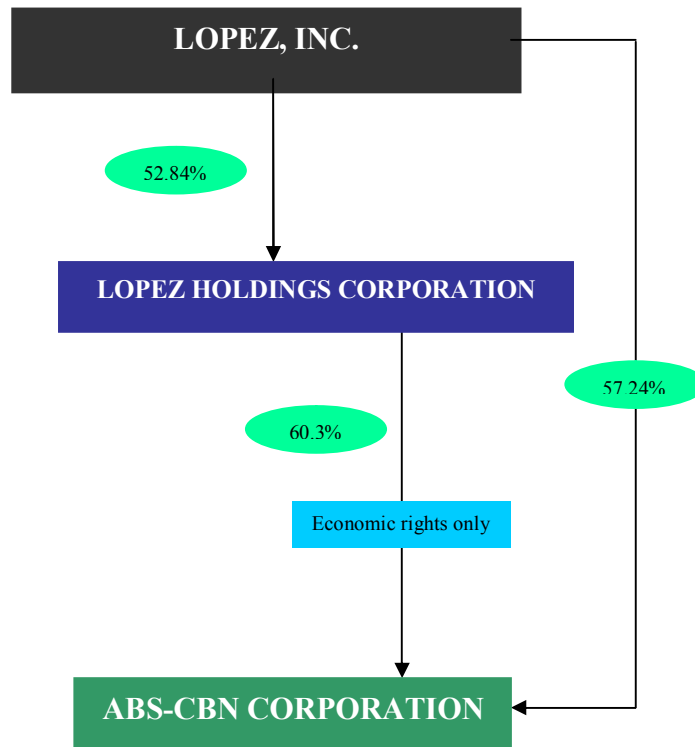 LOPEZ, INC.
52.84%
LOPEZ HOLDINGS CORPORATION
57.24%
60.3%
Economic rights only
ABS-CBN CORPORATION